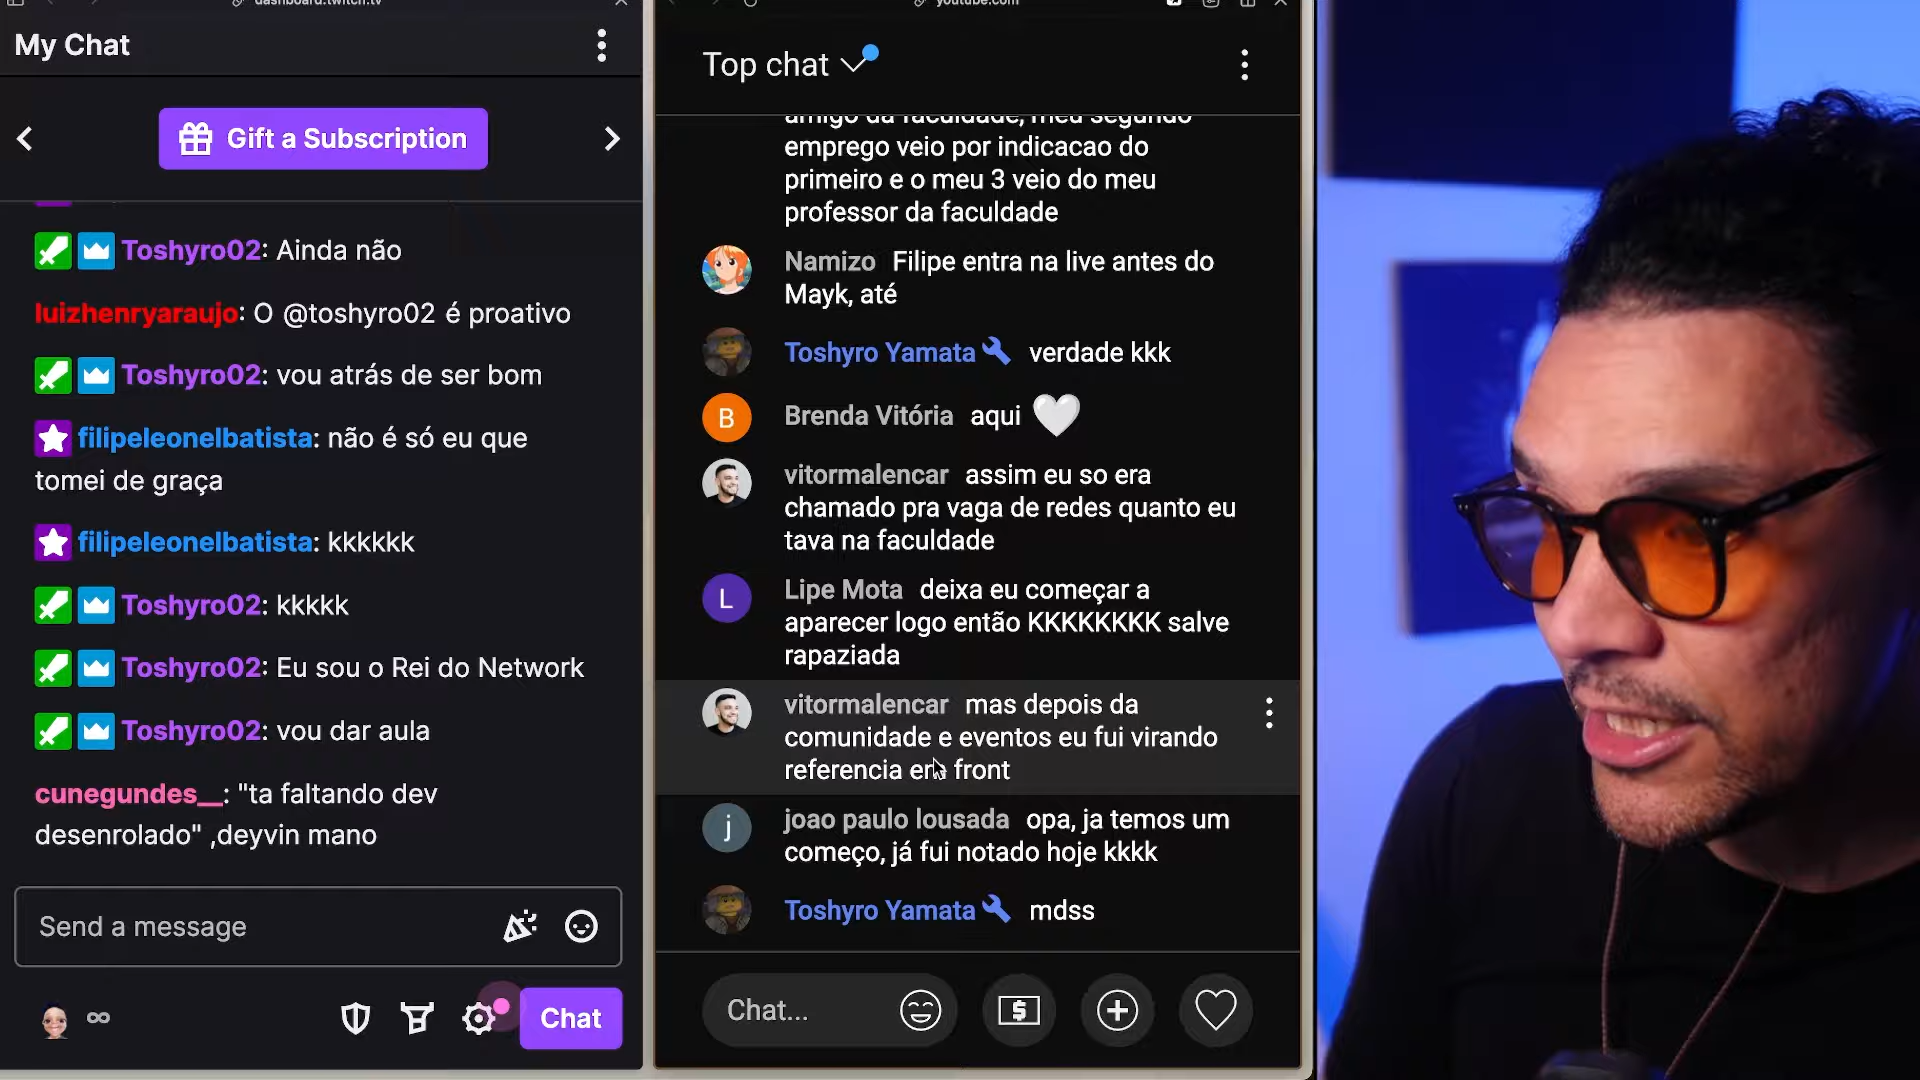 dashboard.twitch.tv
My Chat
Gift a Subscription
Toshyro02: Ainda não
luizhenryaraujo: O @toshyro02 é proativo
Toshyro02: vou atrás de ser bom
filipeleonelbatista: não é só eu que
tomei de graça
filipeleonelbatista: kkkkkk
Toshyro02: kkkkk
Toshyro02: Eu sou o Rei do Network
Toshyro02: vou dar aula
cunegundes__: "ta faltando dev
desenrolado" ,deyvin mano
Send a message
Chat
youtube.com
Top chat
amigo da faculdade, meu segundo
emprego veio por indicacao do
primeiro e o meu 3 veio do meu
professor da faculdade
Namizo Filipe entra na live antes do
Mayk, até
Toshyro Yamata verdade kkk
B
Brenda Vitória aqui
vitormalencar assim eu so era
chamado pra vaga de redes quanto eu
tava na faculdade
L
Lipe Mota deixa eu começar a
aparecer logo então KKKKKKKK salve
rapaziada
vitormalencar mas depois da
comunidade e eventos eu fui virando
referencia em front
j
joao paulo lousada opa, ja temos um
começo, já fui notado hoje kkkk
Toshyro Yamata mdss
Chat...
$